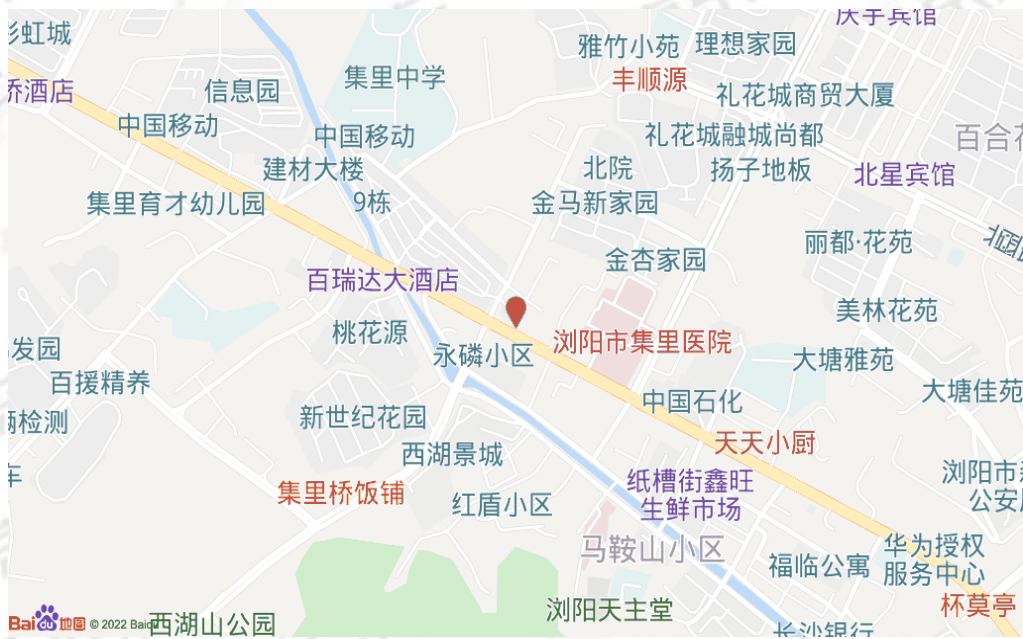 庆宇宾馆
彩虹城
雅竹小苑
理想家园
集里中学
丰顺源
桥酒店
信息园
礼花城商贸大厦
中国移动
中国移动
礼花城融城尚都
百合花
建材大楼
北院
扬子地板
北星宾馆
集里育才幼儿园
9栋
金马新家园
丽都·花苑
金杏家园
百瑞达大酒店
美林花苑
桃花源
浏阳市集里医院
发园
永磷小区
大塘雅苑
百援精养
大塘佳苑
中国石化
辆检测
新世纪花园
天天小厨
西湖景城
车
纸槽街鑫旺
生鲜市场
浏阳市
公安局
集里桥饭铺
红盾小区
马鞍山小区
华为授权
服务中心
福临公寓
杯莫亭
浏阳天主堂
Bai du 地图 © 2022 Baidu
西湖山公园
长沙银行